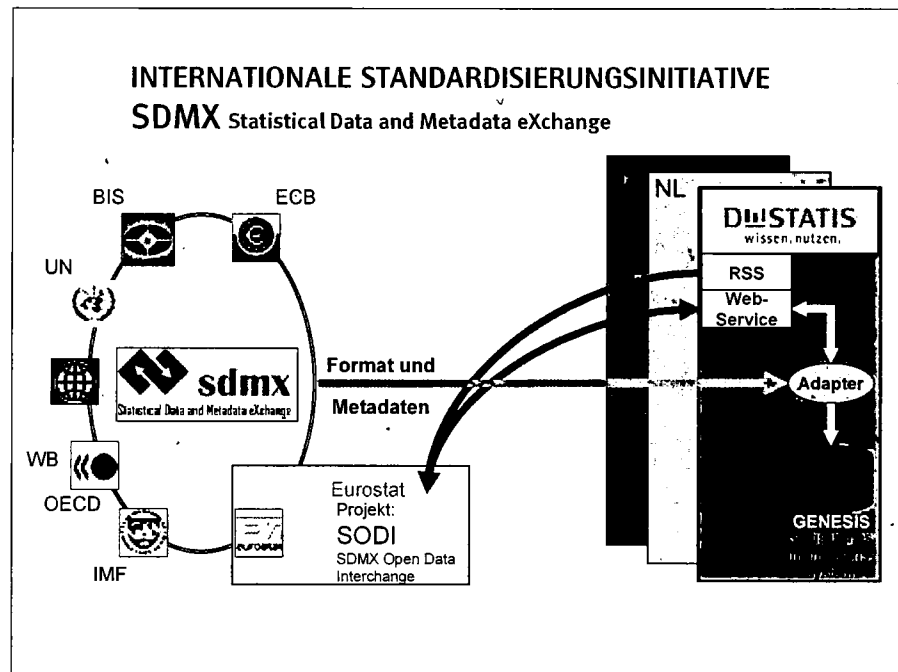 INTERNATIONALE STANDARDISIERUNGSINITIATIVE
SDMX Statistical Data and Metadata eXchange
BIS
ECB
UN
WB
OECD
IMF
sdmx
Statistical Data and Metadata eXchange
Format und
Metadaten
Eurostat
Projekt:
SODI
SDMX Open Data
Interchange
NL
DESTATIS
wissen.nutzen.
RSS
Web-
Service
Adapter
GENESIS